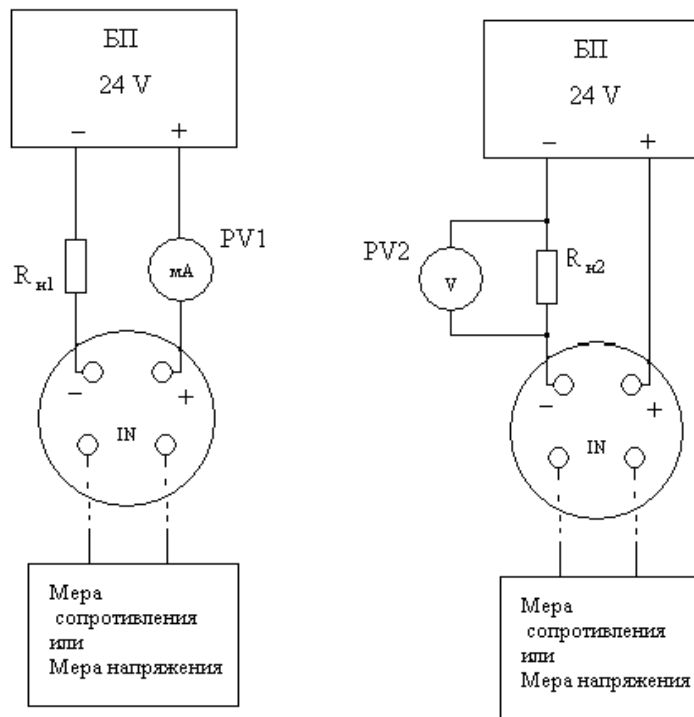 БП
24 V
− +
PV1
R н1
мА
− +
IN
Мера
сопротивления
или
Мера напряжения
БП
24 V
− +
PV2
V
R н2
− +
IN
Мера
сопротивления
или
Мера напряжения